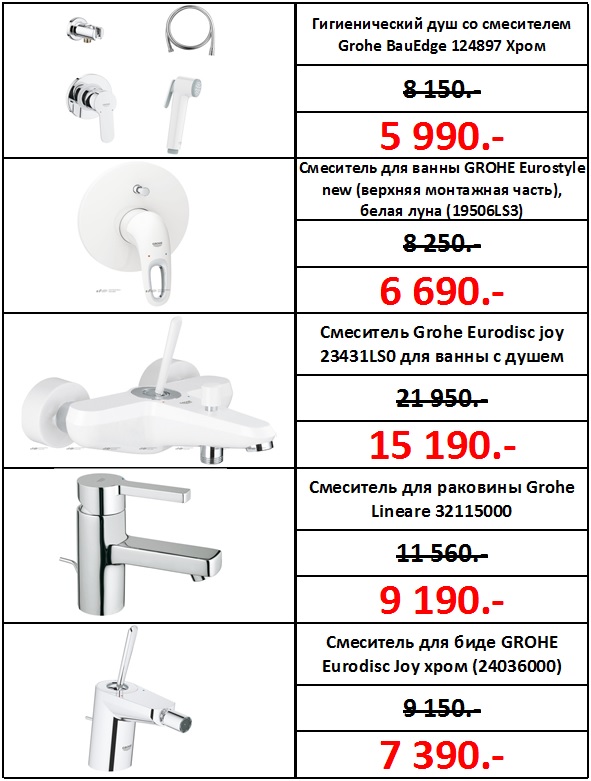 Гигиенический душ со смесителем
Grohe BauEdge 124897 Хром
8 150.-
5 990.-
Смеситель для ванны GROHE Eurostyle
new (верхняя монтажная часть),
белая луна (19506LS3)
8 250.-
6 690.-
Смеситель Grohe Eurodisc joy
23431LS0 для ванны с душем
21 950.-
15 190.-
Смеситель для раковины Grohe
Lineare 32115000
11 560.-
9 190.-
Смеситель для биде GROHE
Eurodisc Joy хром (24036000)
9 150.-
7 390.-